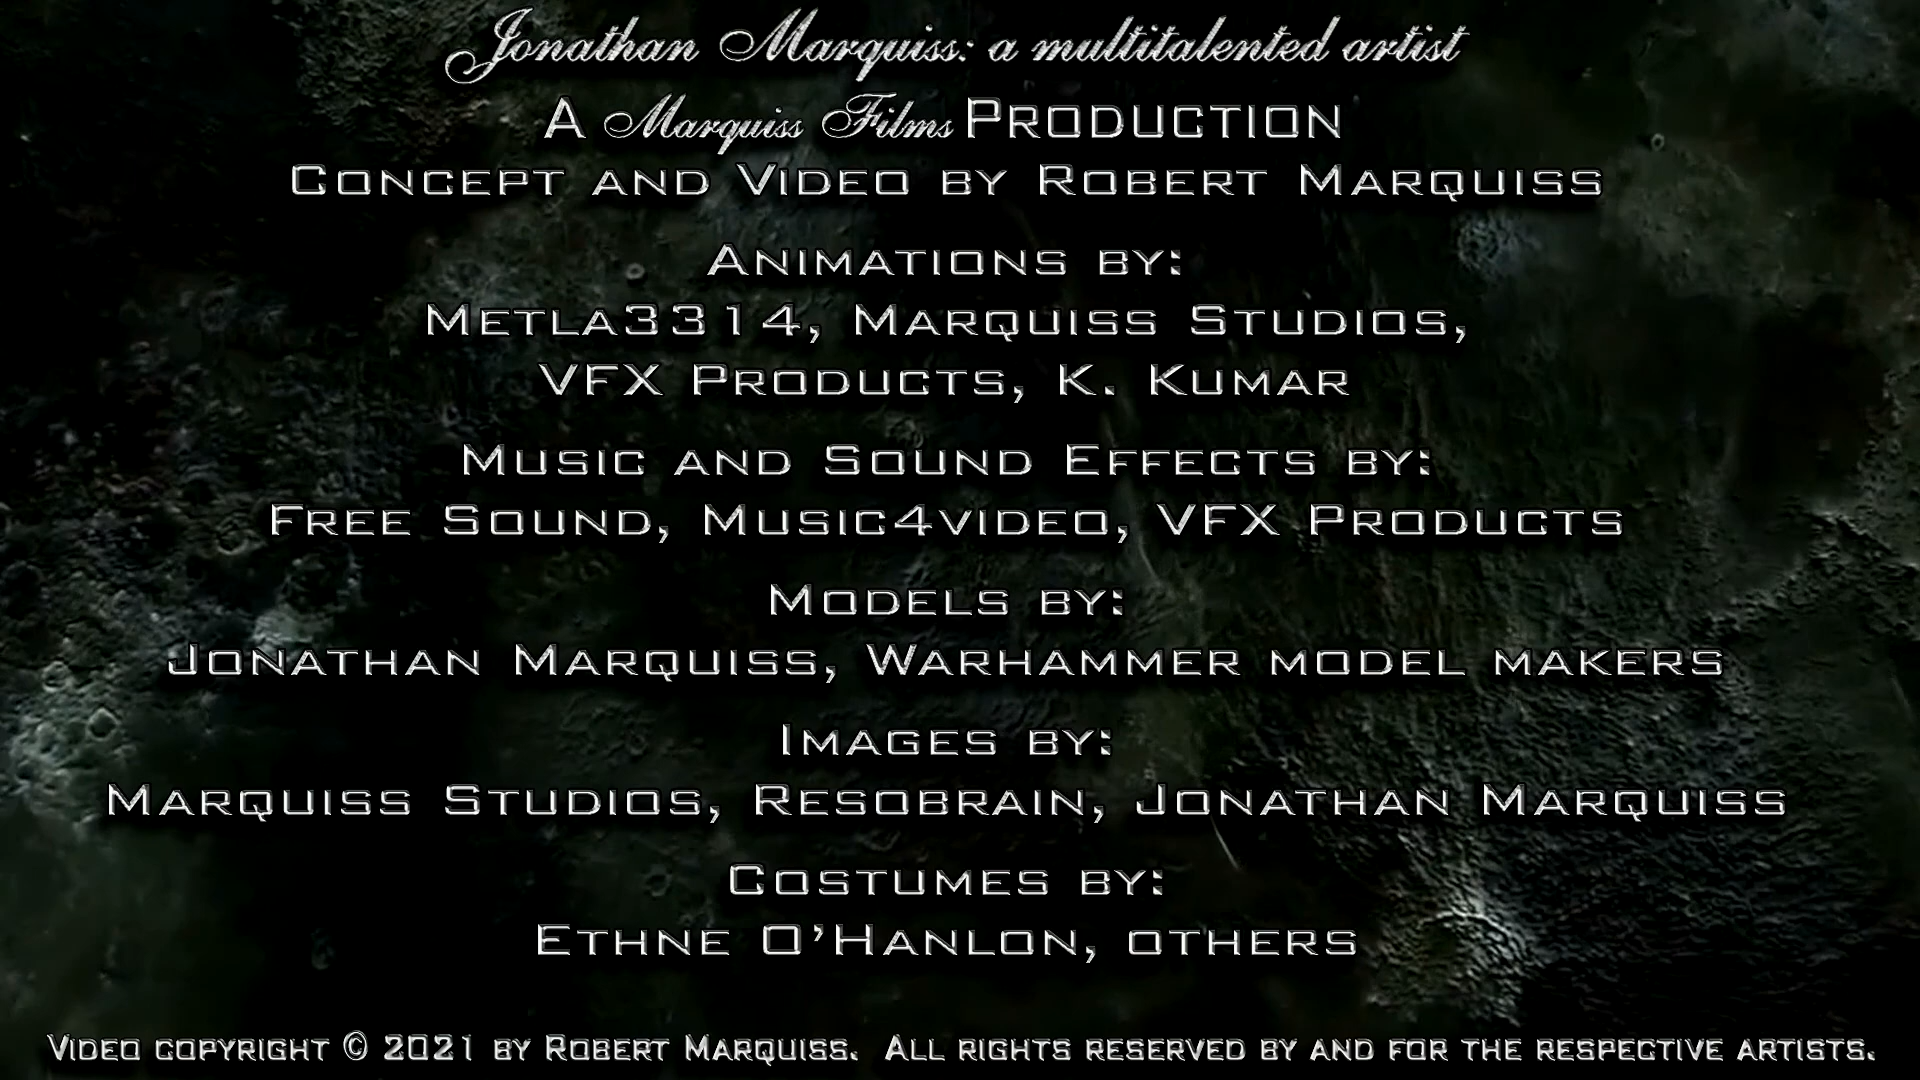 Jonathan Marquiss: a multitalented artist
A Marquiss Films Production
Concept and Video by Robert Marquiss
Animations by:
Metla3314, Marquiss Studios,
VFX Products, K. Kumar
Music and Sound Effects by:
Free Sound, Music4video, VFX Products
Models by:
Jonathan Marquiss, Warhammer model makers
Images by:
Marquiss Studios, Resobrain, Jonathan Marquiss
Costumes by:
Ethne O'Hanlon, others
Video copyright © 2021 by Robert Marquiss. All rights reserved by and for the respective artists.